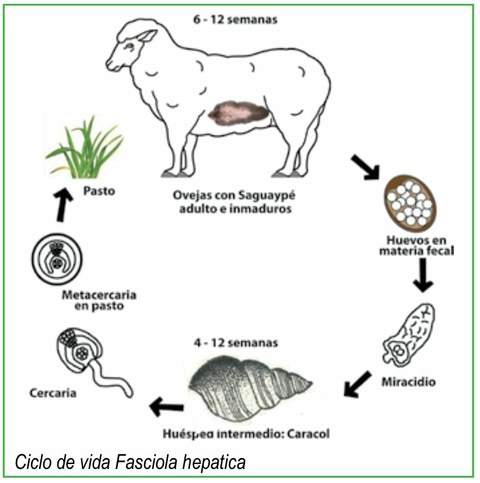 6 - 12 semanas
Ovejas con Saguaypé
adulto e inmaduros
Pasto
Huevos en
materia fecal
Metacercaria
en pasto
Miracidio
4 - 12 semanas
Cercaria
Huésped intermedio: Caracol
Ciclo de vida Fasciola hepatica